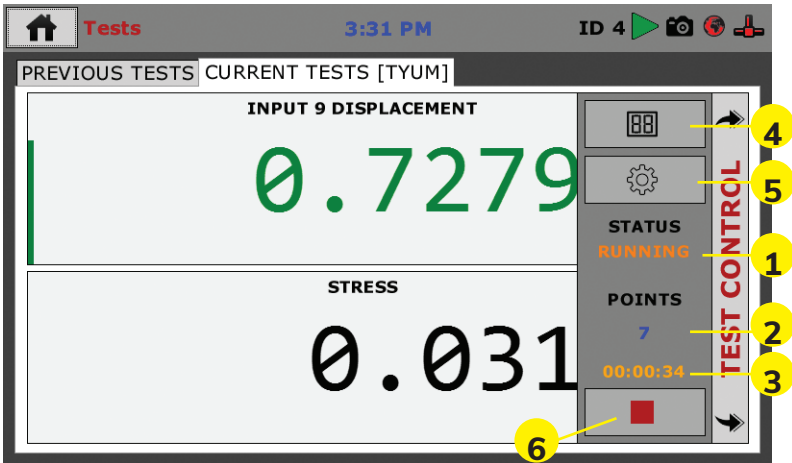 Tests
3:31 PM
ID 4
PREVIOUS TESTS
CURRENT TESTS [TYUM]
INPUT 9 DISPLACEMENT
0.7279
STRESS
0.031
88
STATUS
RUNNING
POINTS
7
00:00:34
TEST CONTROL
4
5
1
2
3
6